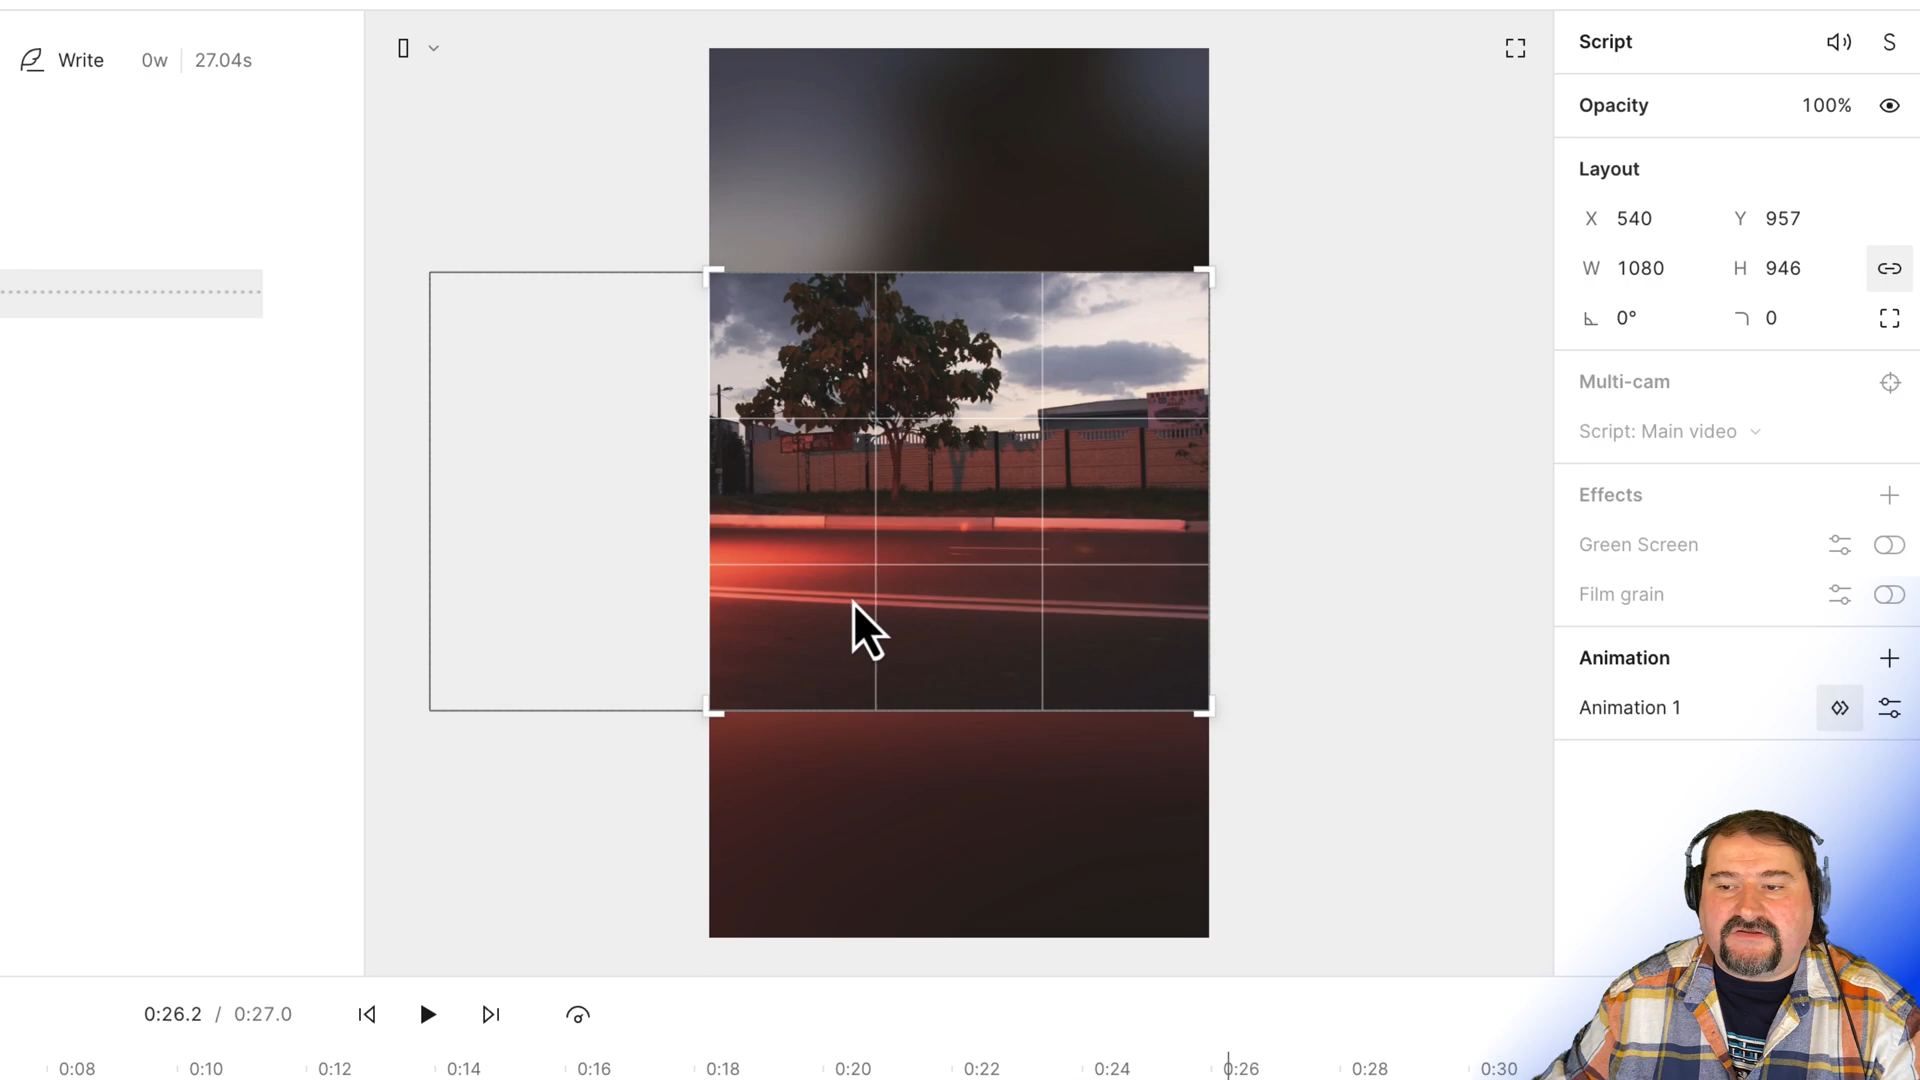 Write 0w 27.04s
Script S
Opacity 100%
Layout
X 540 Y 957
W 1080 H 946
0° 0
Multi-cam
Script: Main video
Effects
Green Screen
Film grain
Animation
Animation 1
0:26.2 / 0:27.0
0:08 0:10 0:12 0:14 0:16 0:18 0:20 0:22 0:24 0:26 0:28 0:30